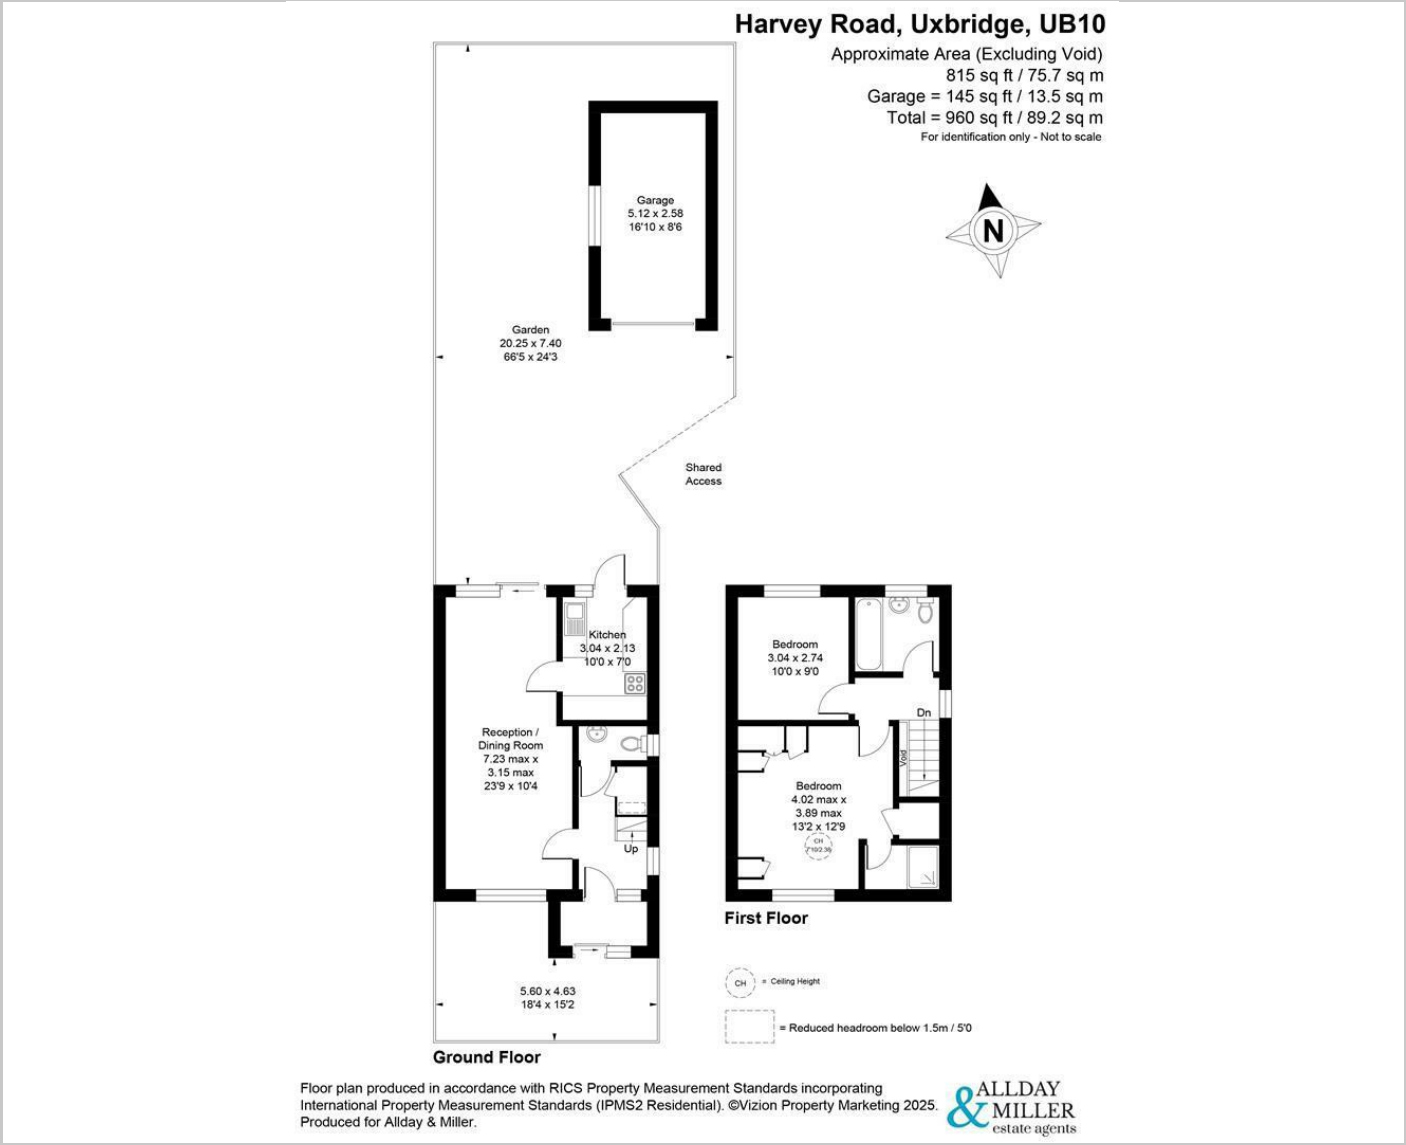 Harvey Road, Uxbridge, UB10
Approximate Area (Excluding Void)
815 sq ft / 75.7 sq m
Garage = 145 sq ft / 13.5 sq m
Total = 960 sq ft / 89.2 sq m
For identification only - Not to scale
N
Garage
5.12 x 2.58
16'10 x 8'6
Garden
20.25 x 7.40
66'5 x 24'3
Shared
Access
Kitchen
3.04 x 2.13
10'0 x 7'0
Reception /
Dining Room
7.23 max x
3.15 max
23'9 x 10'4
Up
5.60 x 4.63
18'4 x 15'2
Ground Floor
Bedroom
3.04 x 2.74
10'0 x 9'0
Dn
Void
Bedroom
4.02 max x
3.89 max
13'2 x 12'9
CH
7'10/2.38
First Floor
CH = Ceiling Height
= Reduced headroom below 1.5m / 5'0
Floor plan produced in accordance with RICS Property Measurement Standards incorporating
International Property Measurement Standards (IPMS2 Residential). ©Vizion Property Marketing 2025.
Produced for Allday & Miller.
ALLDAY
& MILLER
estate agents